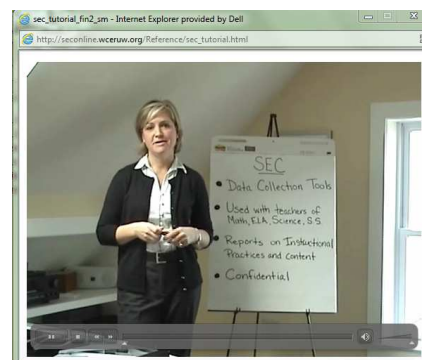 sec_tutorial_fin2_sm - Internet Explorer provided by Dell
http://seconline.wceruw.org/Reference/sec_tutorial.html
SEC
• Data Collection Tools
• Used with teachers of
Math, ELA, Science, S.S.
• Reports on Instructional
Practices and Content
• Confidential